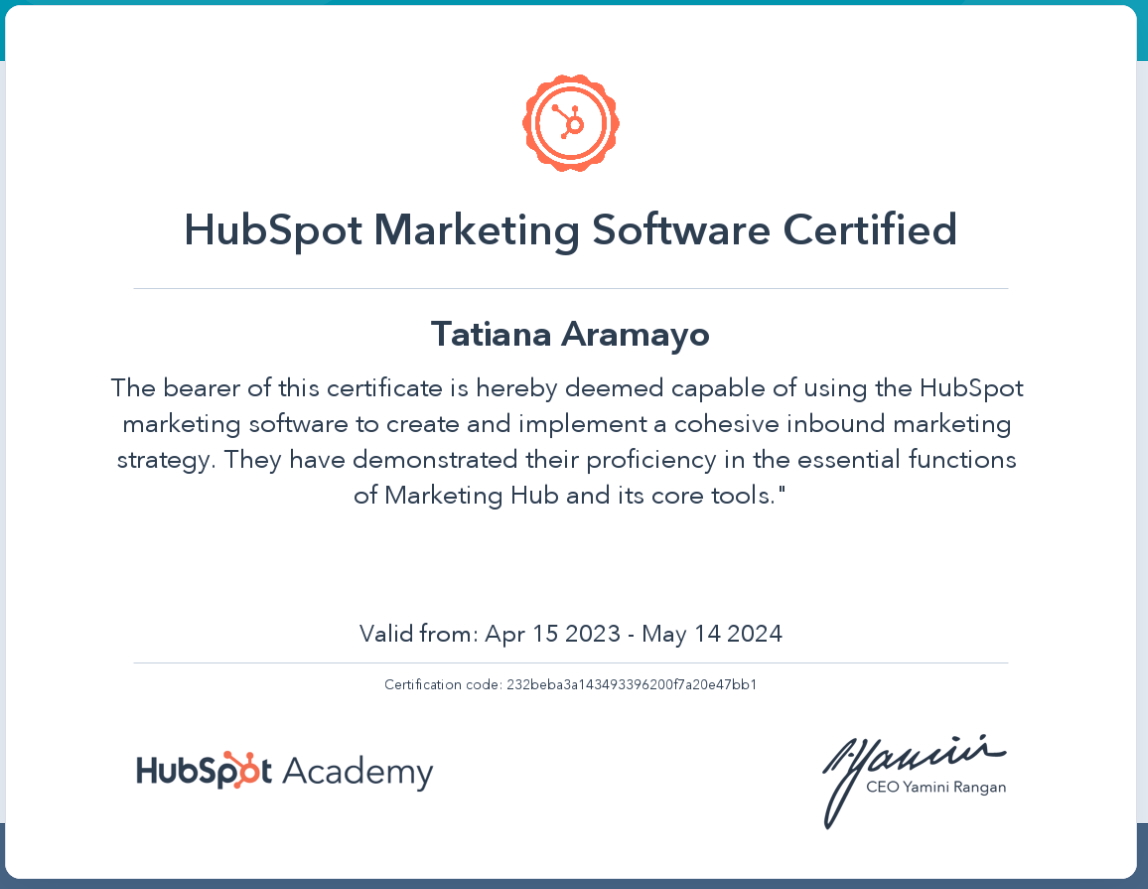 HubSpot Marketing Software Certified
Tatiana Aramayo
The bearer of this certificate is hereby deemed capable of using the HubSpot
marketing software to create and implement a cohesive inbound marketing
strategy. They have demonstrated their proficiency in the essential functions
of Marketing Hub and its core tools."
Valid from: Apr 15 2023 - May 14 2024
Certification code: 232beba3a143493396200f7a20e47bb1
HubSpot Academy
Yamini
CEO Yamini Rangan